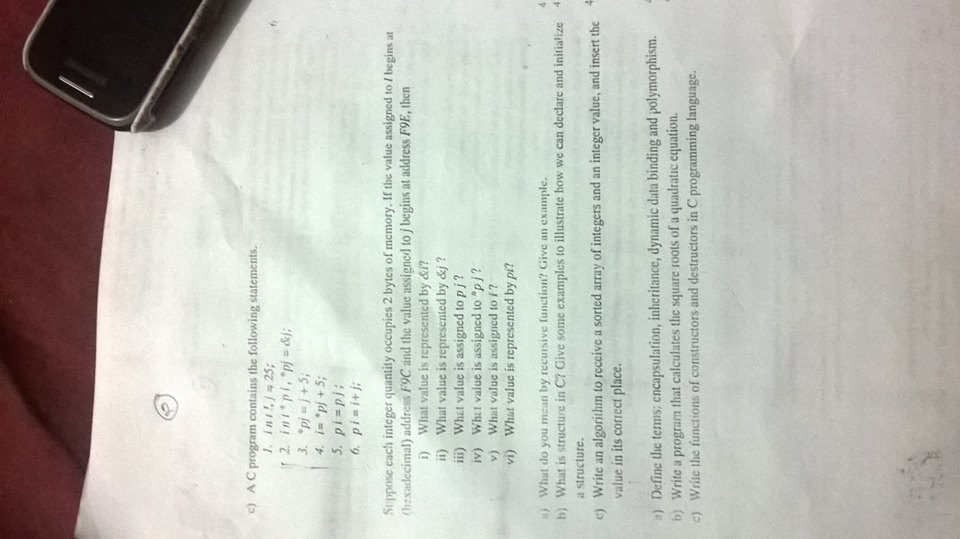 2
6
c) A C program contains the following statements.
1. int i, j = 25;
2. int *pi, *pj = &j;
3. *pj = j + 5;
4. i = *pj + 5;
5. pi = pj;
6. pi = i + j;
Suppose each integer quantity occupies 2 bytes of memory. If the value assigned to I begins at
(hexadecimal) address F9C and the value assigned to j begins at address F9E, then
i) What value is represented by &i?
ii) What value is represented by &j?
iii) What value is assigned to pj?
iv) What value is assigned to *pj?
v) What value is assigned to i?
vi) What value is represented by pi?
a) What do you mean by recursive function? Give an example. 4
b) What is structure in C? Give some examples to illustrate how we can declare and initialize 4
a structure.
c) Write an algorithm to receive a sorted array of integers and an integer value, and insert the 4
value in its correct place.
a) Define the terms: encapsulation, inheritance, dynamic data binding and polymorphism.
b) Write a program that calculates the square roots of a quadratic equation.
c) Write the functions of constructors and destructors in C programming language.